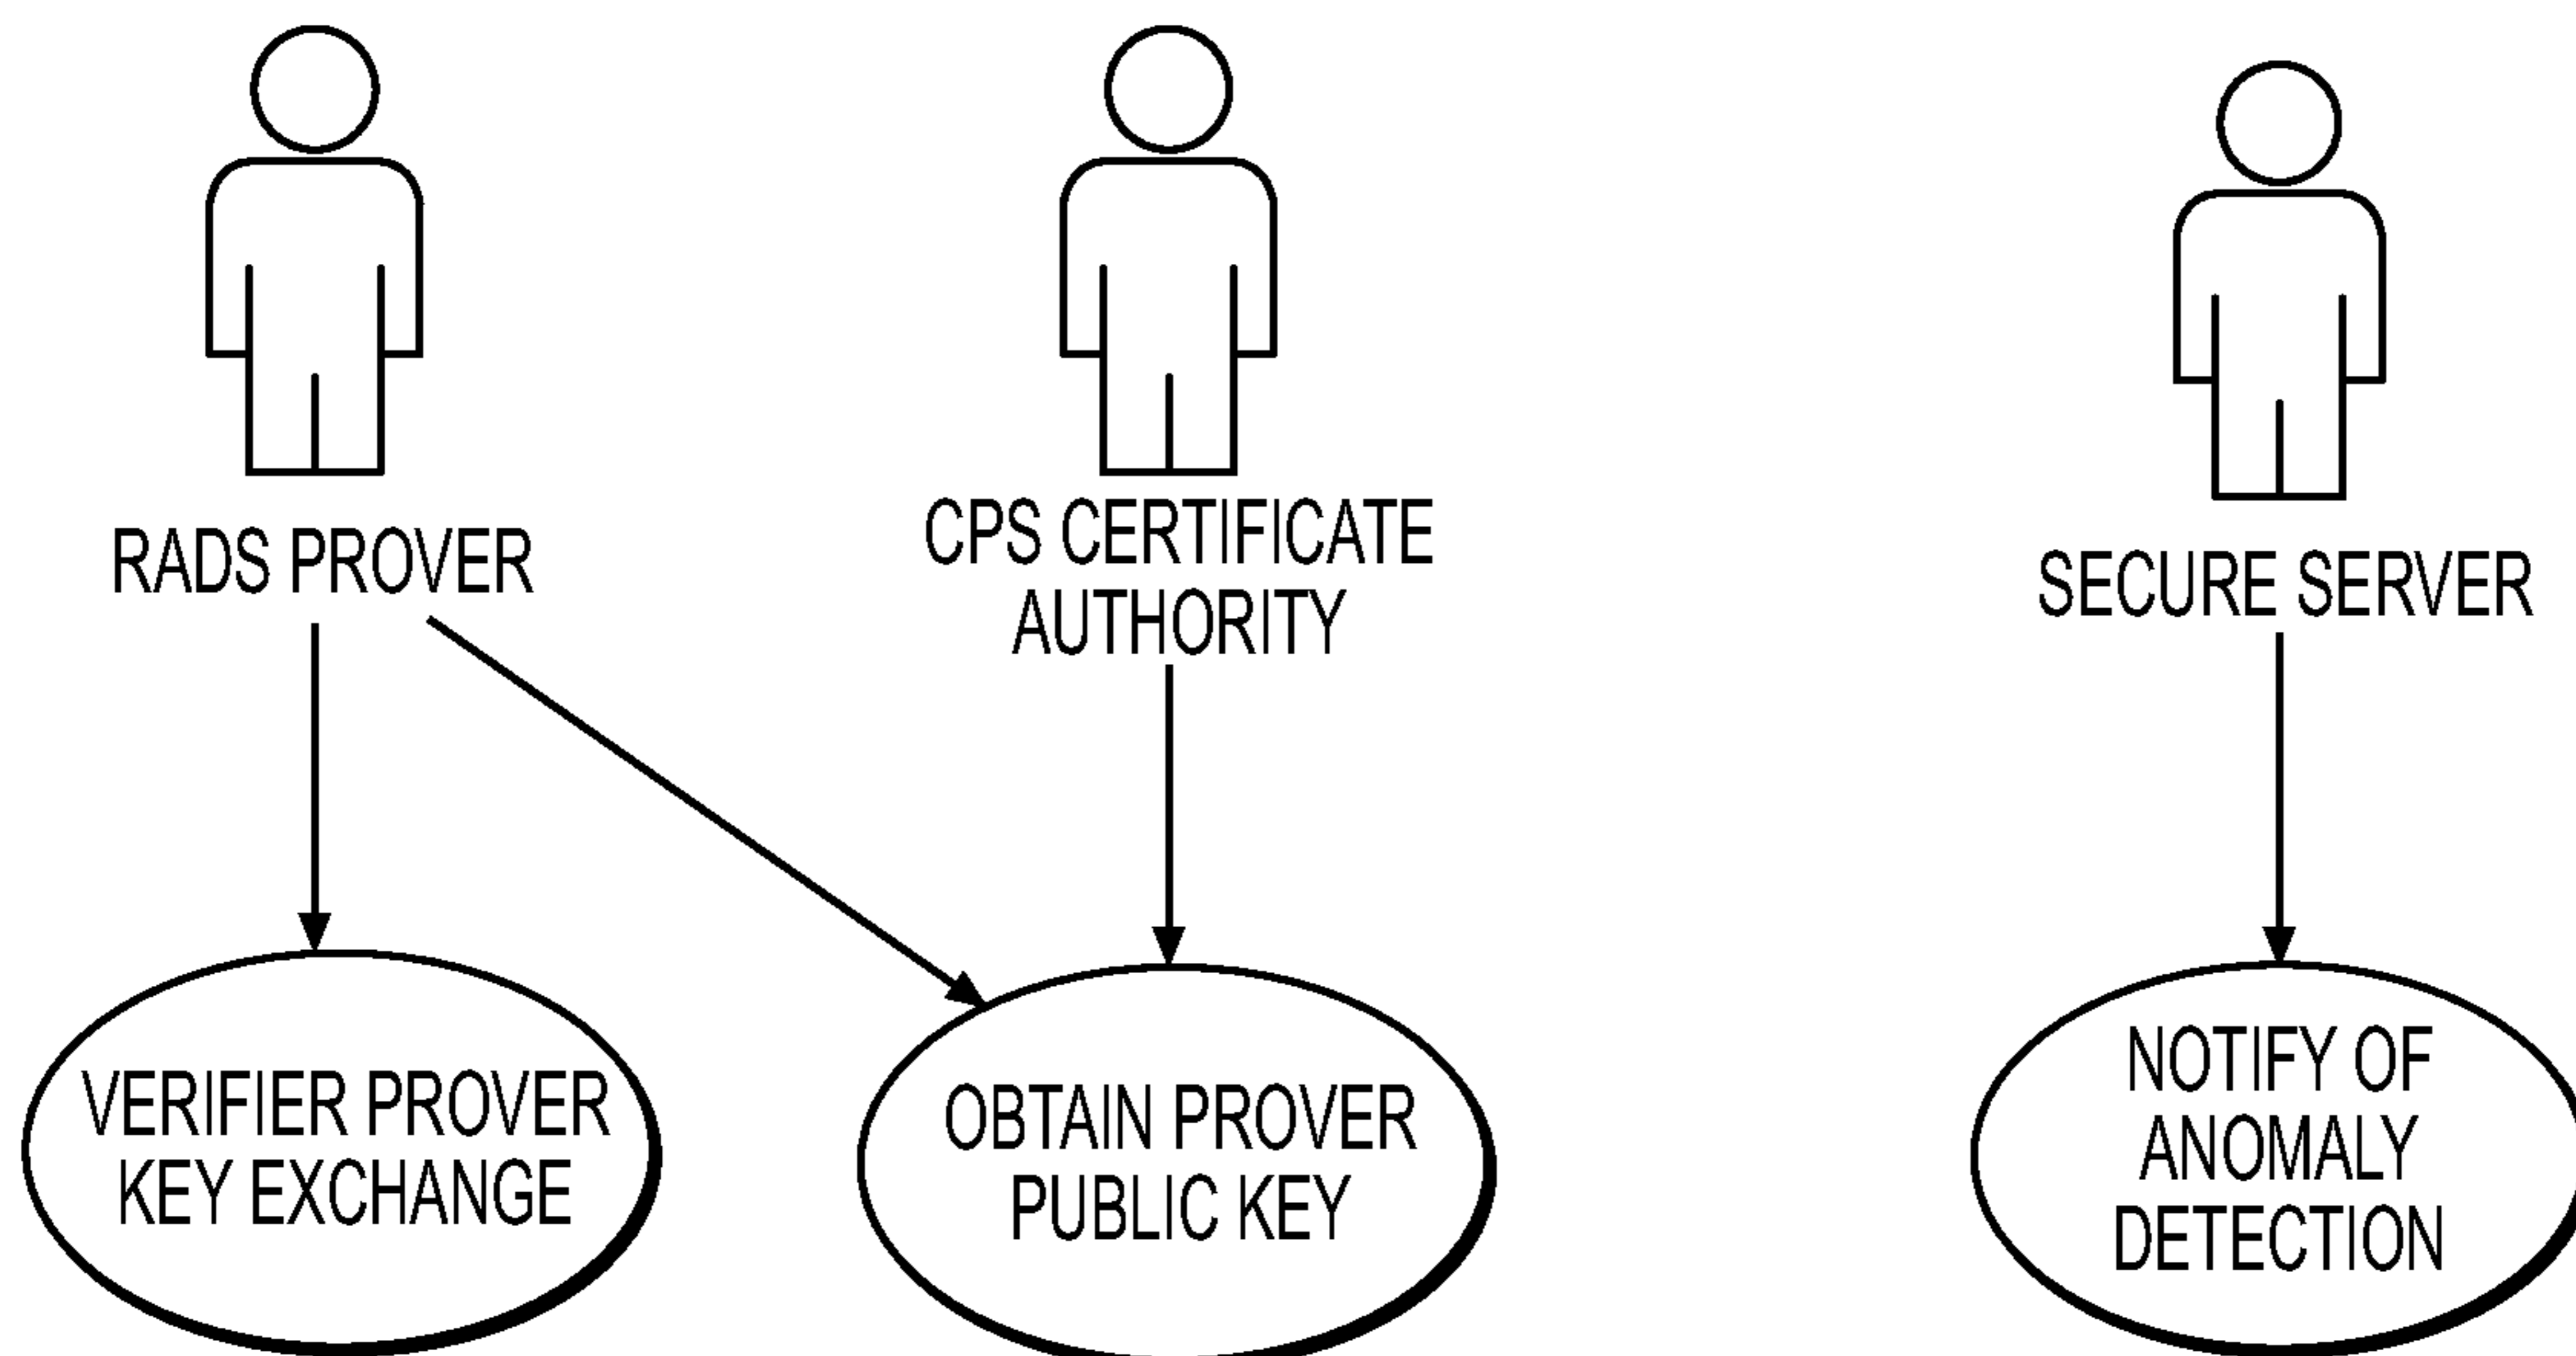 RADS PROVER
CPS CERTIFICATE
AUTHORITY
SECURE SERVER
VERIFIER PROVER
KEY EXCHANGE
OBTAIN PROVER
PUBLIC KEY
NOTIFY OF
ANOMALY
DETECTION